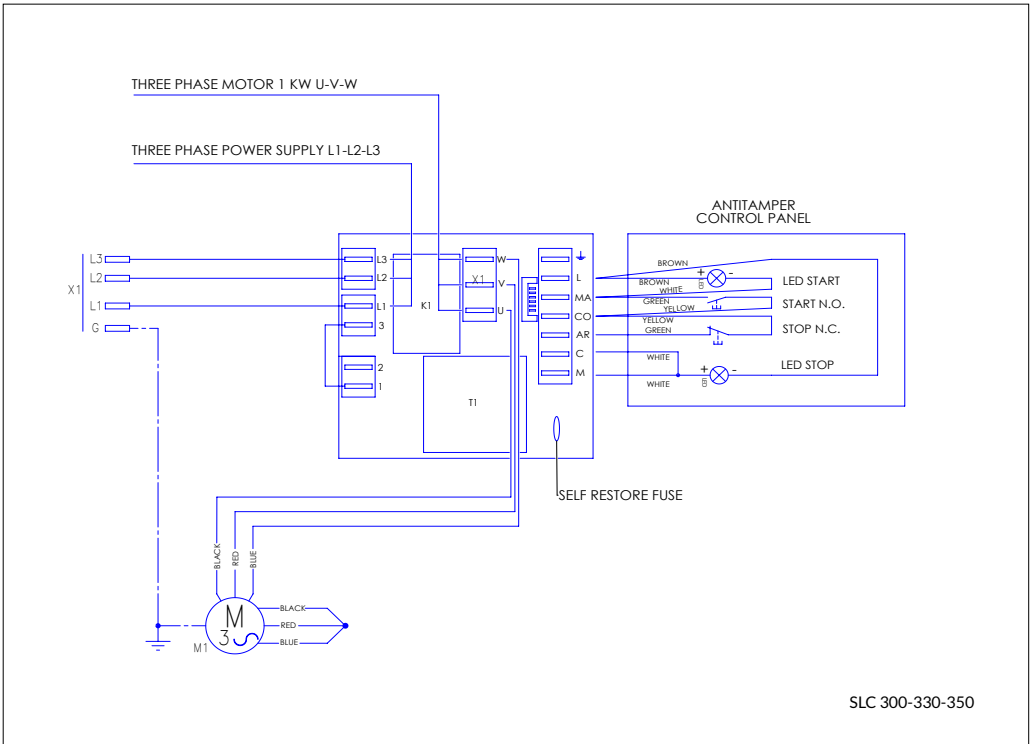 THREE PHASE MOTOR 1 KW U-V-W
THREE PHASE POWER SUPPLY L1-L2-L3
ANTITAMPER
CONTROL PANEL
X1
L3
L2
L1
G
L3
L2
L1
3
2
1
K1
T1
X1
W
V
U
L
MA
CO
AR
C
M
BROWN
BROWN
WHITE
GREEN
YELLOW
YELLOW
GREEN
WHITE
WHITE
+
LED
-
LED START
START N.O.
STOP N.C.
+
LED
-
LED STOP
SELF RESTORE FUSE
BLACK
RED
BLUE
M
3
M1
BLACK
RED
BLUE
SLC 300-330-350